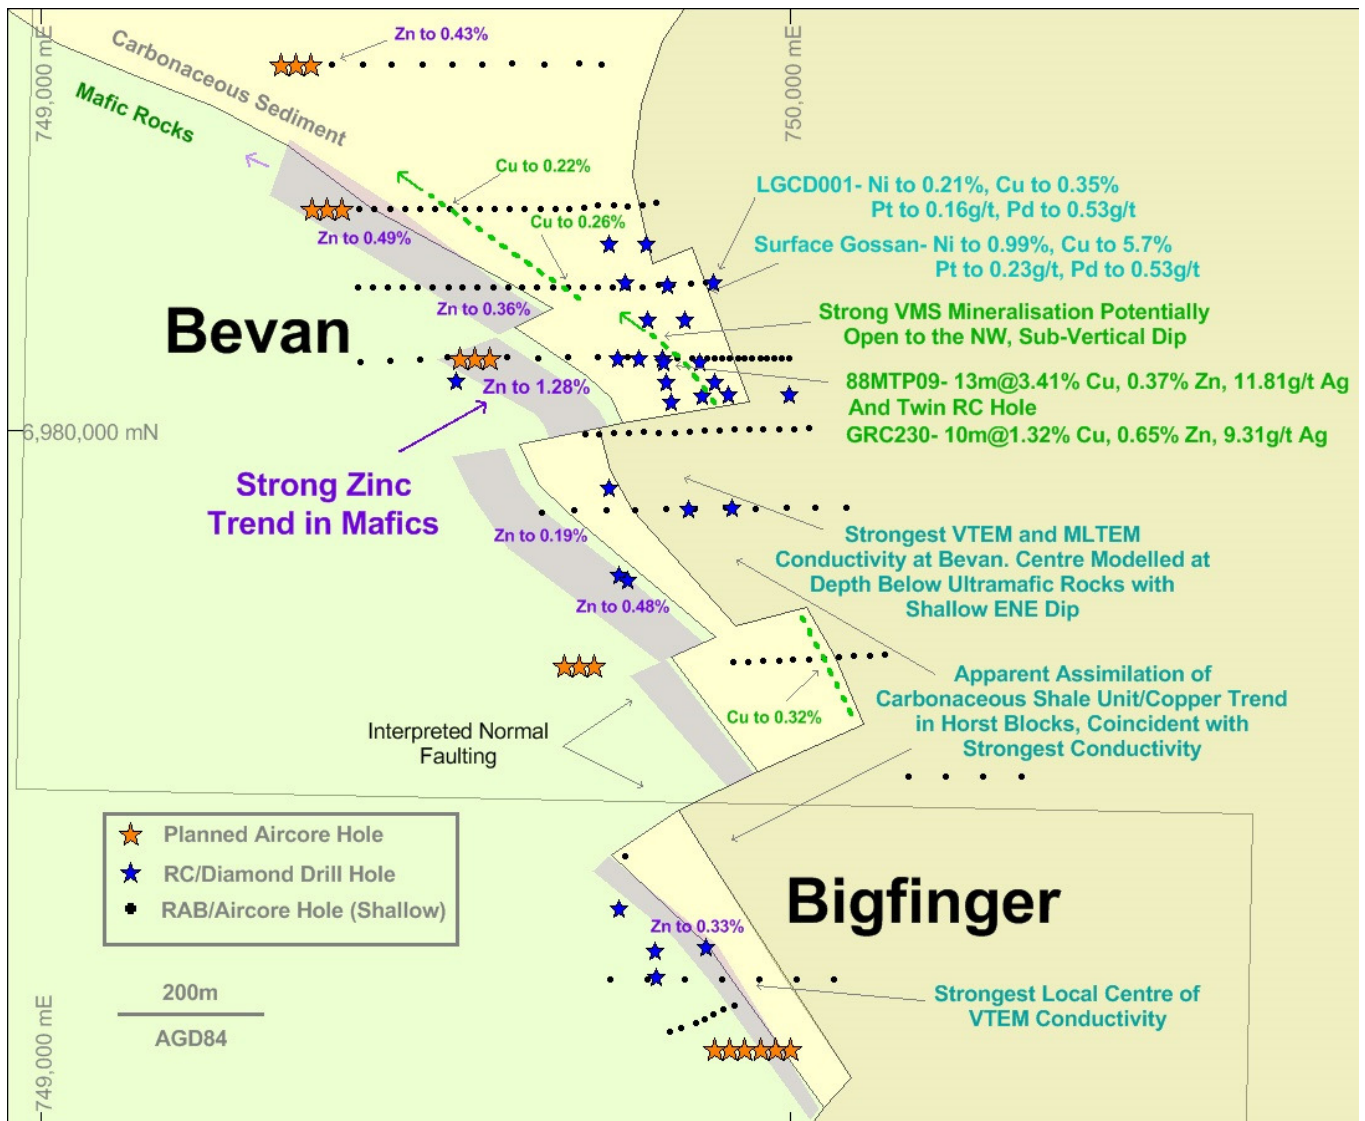 749,000 mE
750,000 mE
Zn to 0.43%
Carbonaceous Sediment
Mafic Rocks
Cu to 0.22%
LGCD001- Ni to 0.21%, Cu to 0.35%
Pt to 0.16g/t, Pd to 0.53g/t
Cu to 0.26%
Zn to 0.49%
Surface Gossan- Ni to 0.99%, Cu to 5.7%
Pt to 0.23g/t, Pd to 0.53g/t
Zn to 0.36%
Strong VMS Mineralisation Potentially
Open to the NW, Sub-Vertical Dip
Bevan
Zn to 1.28%
88MTP09- 13m@3.41% Cu, 0.37% Zn, 11.81g/t Ag
And Twin RC Hole
GRC230- 10m@1.32% Cu, 0.65% Zn, 9.31g/t Ag
6,980,000 mN
Strong Zinc
Trend in Mafics
Zn to 0.19%
Strongest VTEM and MLTEM
Conductivity at Bevan. Centre Modelled at
Depth Below Ultramafic Rocks with
Shallow ENE Dip
Zn to 0.48%
Apparent Assimilation of
Carbonaceous Shale Unit/Copper Trend
in Horst Blocks, Coincident with
Strongest Conductivity
Cu to 0.32%
Interpreted Normal
Faulting
Planned Aircore Hole
RC/Diamond Drill Hole
RAB/Aircore Hole (Shallow)
Bigfinger
Zn to 0.33%
Strongest Local Centre of
VTEM Conductivity
200m
AGD84
749,000 mE